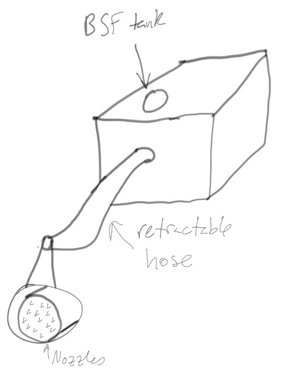 BSF tank
retractable
hose
Nozzles